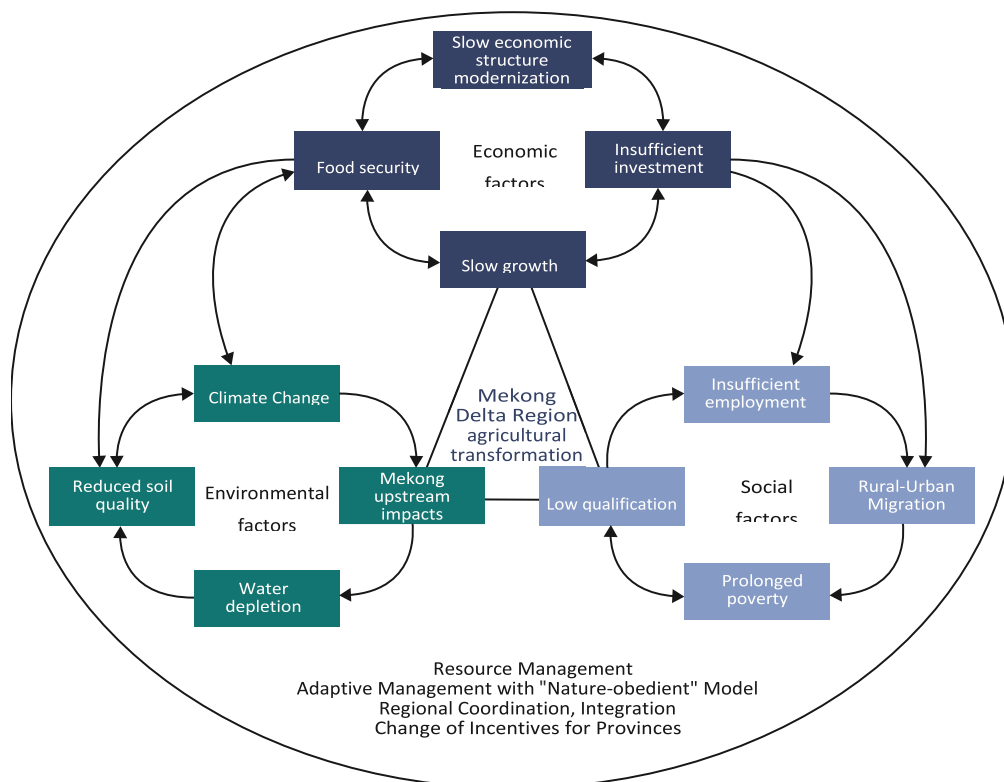 Slow economic
structure
modernization
Food security
Economic
factors
Insufficient
investment
Slow growth
Climate Change
Mekong
Delta Region
agricultural
transformation
Insufficient
employment
Reduced soil
quality
Environmental
factors
Mekong
upstream
impacts
Low qualification
Social
factors
Rural-Urban
Migration
Water
depletion
Prolonged
poverty
Resource Management
Adaptive Management with "Nature-obedient" Model
Regional Coordination, Integration
Change of Incentives for Provinces